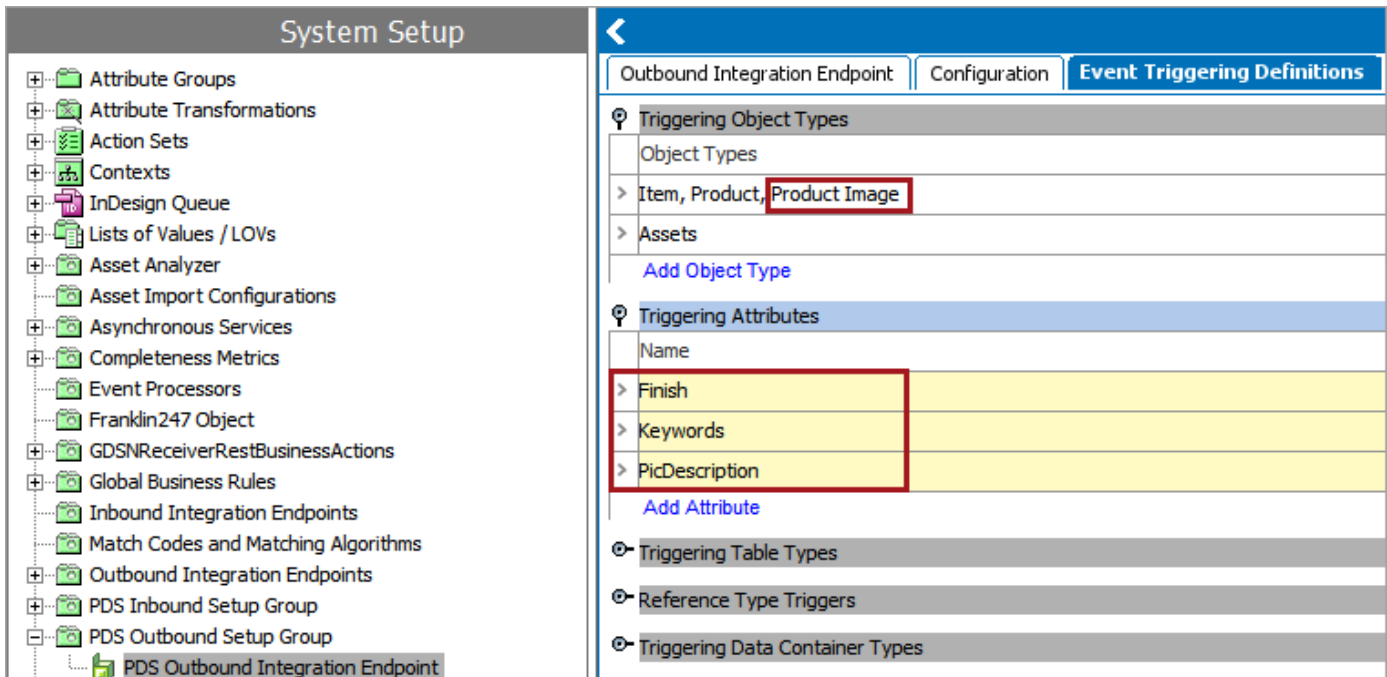 System Setup
Attribute Groups
Attribute Transformations
Action Sets
Contexts
InDesign Queue
Lists of Values / LOVs
Asset Analyzer
Asset Import Configurations
Asynchronous Services
Completeness Metrics
Event Processors
Franklin247 Object
GDSNReceiverRestBusinessActions
Global Business Rules
Inbound Integration Endpoints
Match Codes and Matching Algorithms
Outbound Integration Endpoints
PDS Inbound Setup Group
PDS Outbound Setup Group
PDS Outbound Integration Endpoint
Outbound Integration Endpoint
Configuration
Event Triggering Definitions
Triggering Object Types
Object Types
Item, Product, Product Image
Assets
Add Object Type
Triggering Attributes
Name
Finish
Keywords
PicDescription
Add Attribute
Triggering Table Types
Reference Type Triggers
Triggering Data Container Types